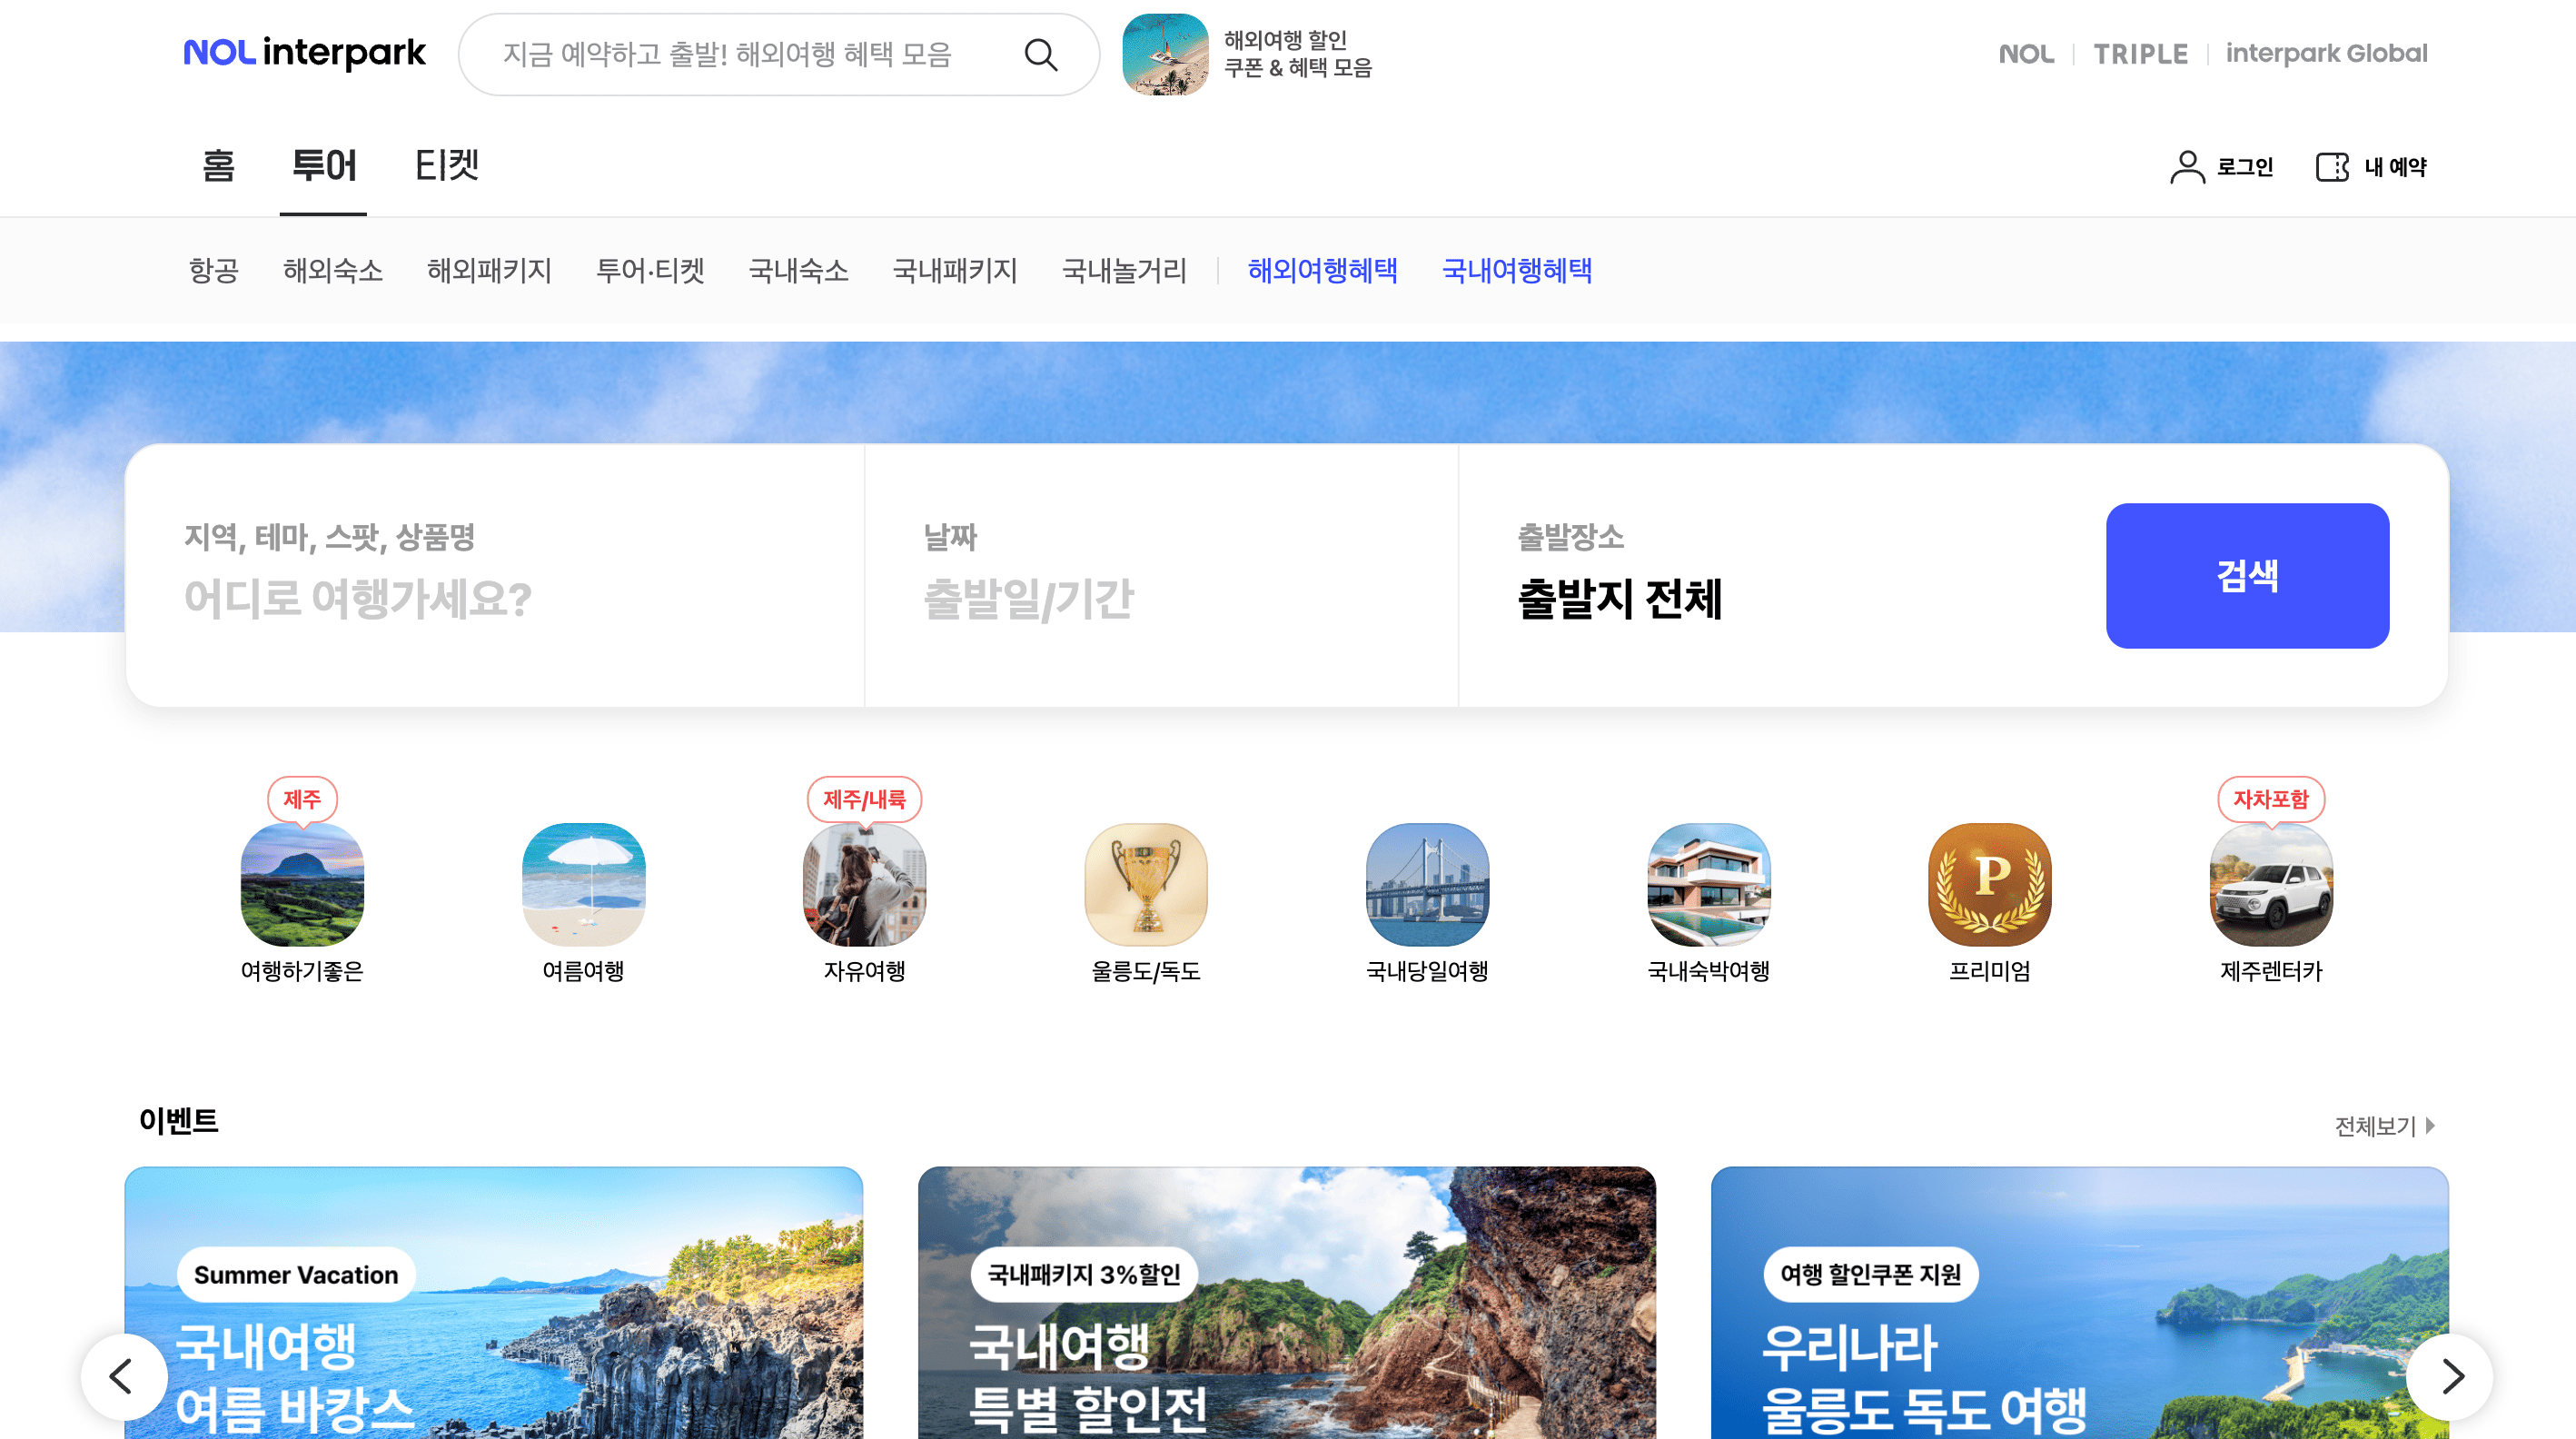 NOL interpark
지금 예약하고 출발! 해외여행 혜택 모음
해외여행 할인
쿠폰 & 혜택 모음
NOL
TRIPLE
interpark Global
홈
투어
티켓
로그인
내 예약
항공
해외숙소
해외패키지
투어·티켓
국내숙소
국내패키지
국내놀거리
해외여행혜택
국내여행혜택
지역, 테마, 스팟, 상품명
어디로 여행가세요?
날짜
출발일/기간
출발장소
출발지 전체
검색
제주
여행하기좋은
여름여행
제주/내륙
자유여행
울릉도/독도
국내당일여행
국내숙박여행
P
프리미엄
자차포함
제주렌터카
이벤트
전체보기
Summer Vacation
국내여행
여름 바캉스
국내패키지 3%할인
국내여행
특별 할인전
여행 할인쿠폰 지원
우리나라
울릉도 독도 여행